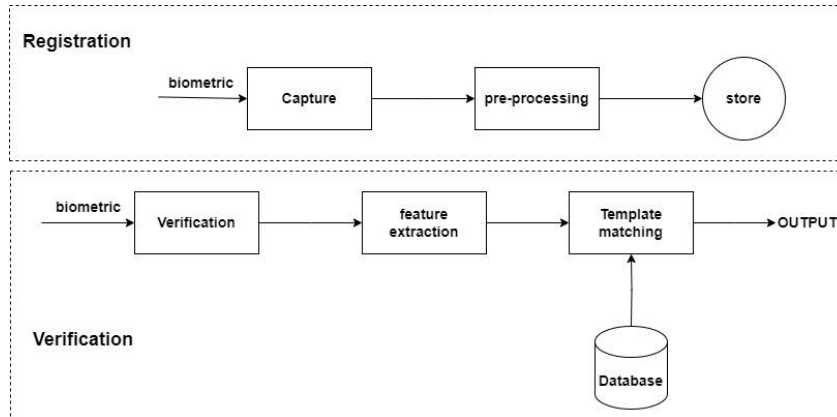 Registration
biometric
Capture
pre-processing
store
biometric
Verification
feature
extraction
Template
matching
OUTPUT
Verification
Database